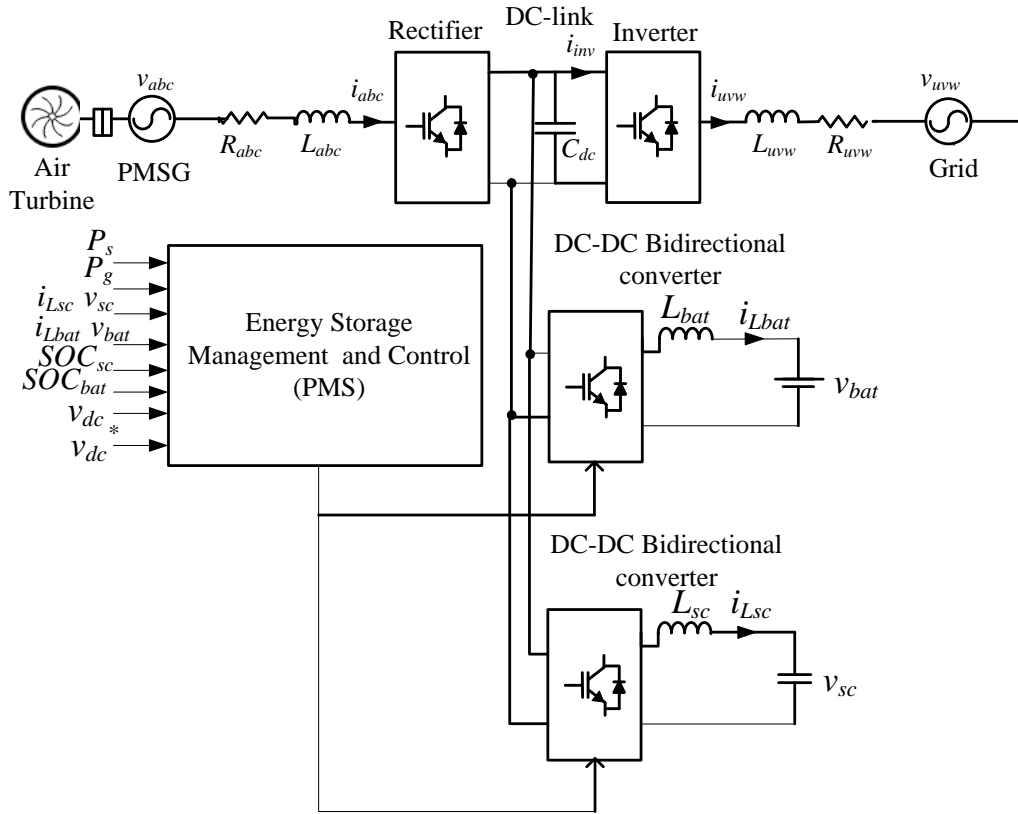 DC-link
Rectifier
Inverter
i_inv
v_abc
i_abc
i_uvw
v_uvw
R_abc
L_abc
C_dc
L_uvw
R_uvw
Air
Turbine
PMSG
Grid
P_s
P_g
i_Lsc v_sc
i_Lbat v_bat
SOC_sc
SOC_bat
v_dc
v_dc*
Energy Storage
Management and Control
(PMS)
DC-DC Bidirectional
converter
L_bat
i_Lbat
v_bat
DC-DC Bidirectional
converter
L_sc
i_Lsc
v_sc